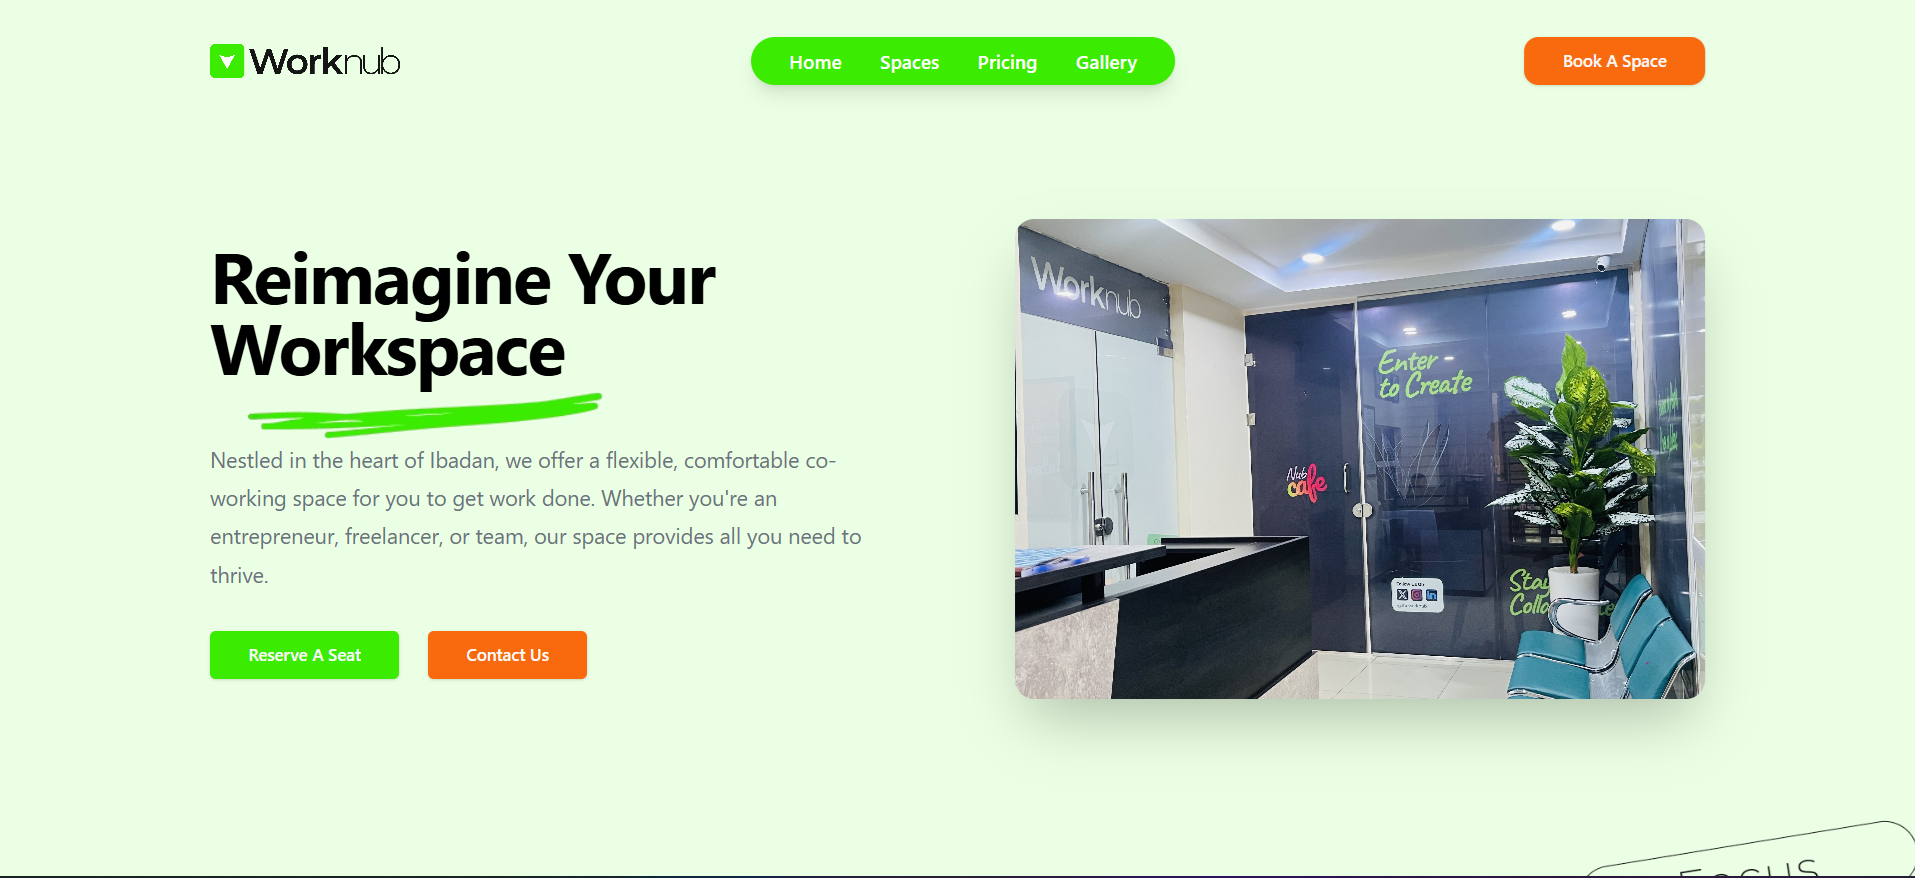 Worknub
Home Spaces Pricing Gallery
Book A Space
Reimagine Your
Workspace
Nestled in the heart of Ibadan, we offer a flexible, comfortable co-
working space for you to get work done. Whether you're an
entrepreneur, freelancer, or team, our space provides all you need to
thrive.
Reserve A Seat
Contact Us
Worknub
Enter
to Create
Nub
cafe
Stay
Focus